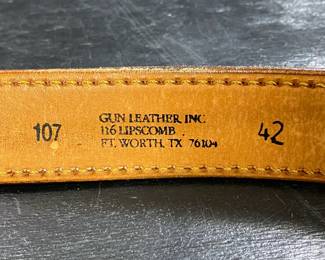 107
GUN LEATHER INC
116 LIPSCOMB
FT. WORTH, TX 76104
42